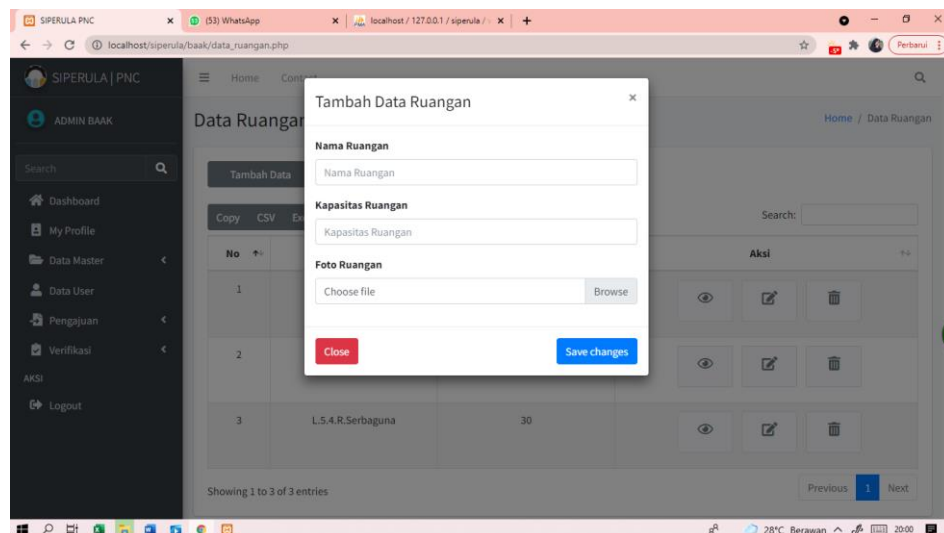 SIPERULA PNC
(53) WhatsApp
localhost / 127.0.0.1 / siperula /
localhost/siperula/baak/data_ruangan.php
Perbarui
SIPERULA | PNC
Home
ADMIN BAAK
Search
Dashboard
My Profile
Data Master
Data User
Pengajuan
Verifikasi
AKSI
Logout
Home / Data Ruangan
Tambah Data
Copy CSV
Search:
No
Aksi
1
2
3 L.5.4.R.Serbaguna 30
Showing 1 to 3 of 3 entries
Previous 1 Next
Tambah Data Ruangan
×
Nama Ruangan
Nama Ruangan
Kapasitas Ruangan
Kapasitas Ruangan
Foto Ruangan
Choose file Browse
Close Save changes
28°C Berawan 20:00